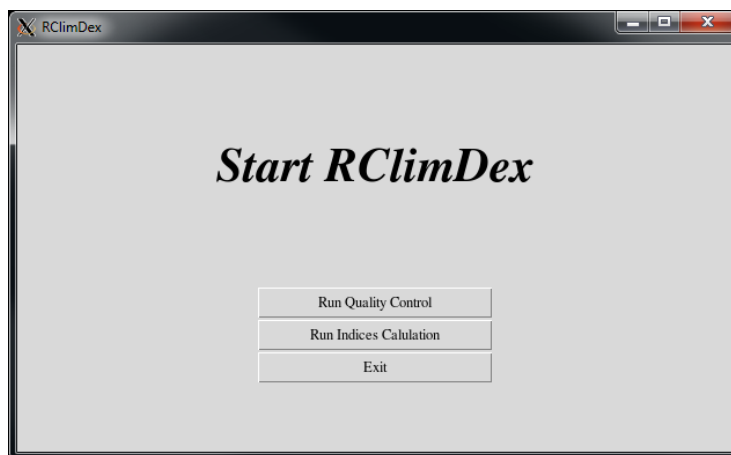 RClimDex
Start RClimDex
Run Quality Control
Run Indices Calulation
Exit